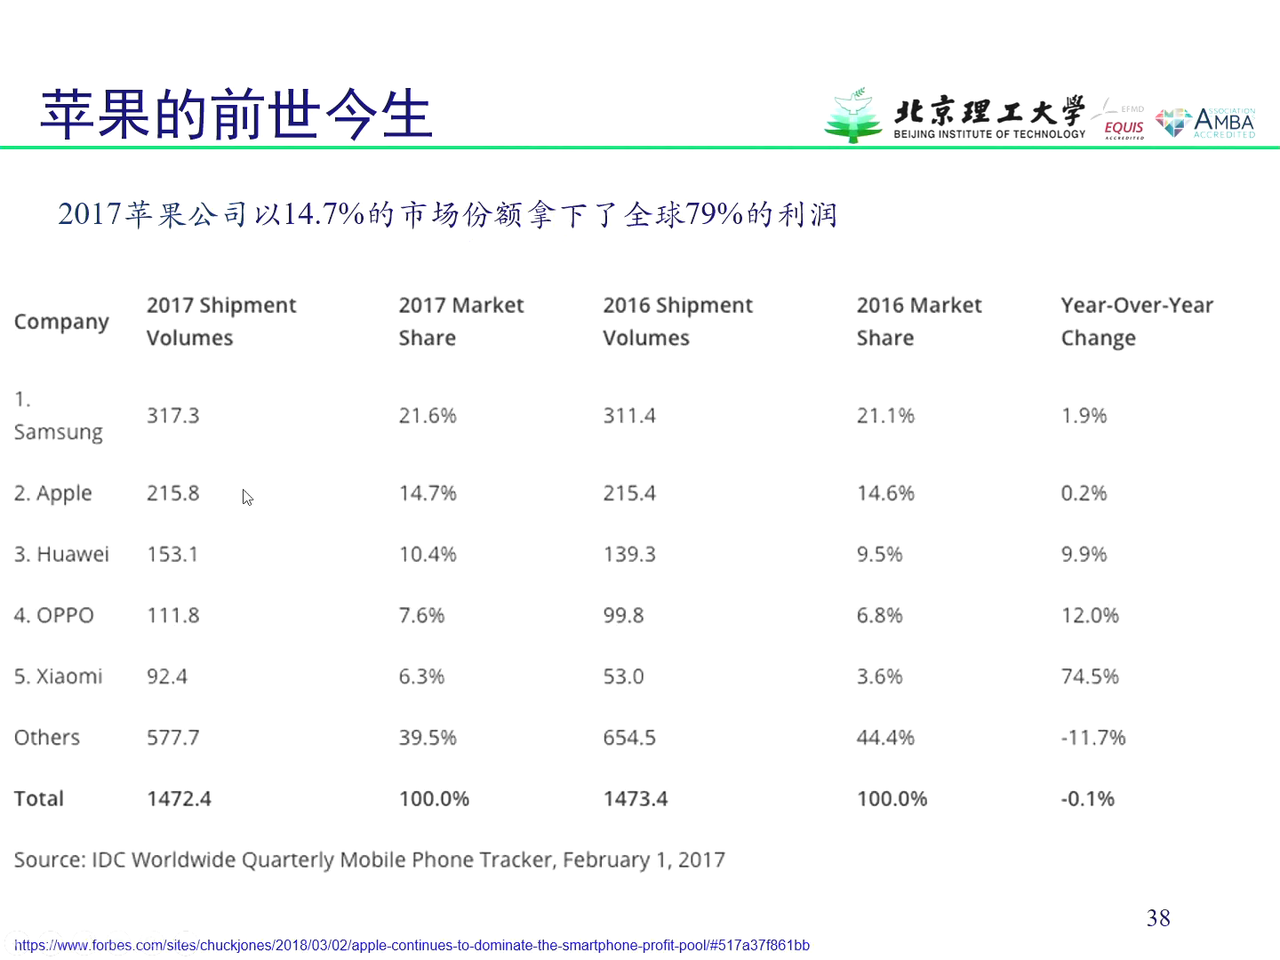 苹果的前世今生
北京理工大学
BEIJING INSTITUTE OF TECHNOLOGY
EFMD
EQUIS
ACCREDITED
ASSOCIATION
AMBA
ACCREDITED
2017苹果公司以14.7%的市场份额拿下了全球79%的利润
Company 2017 Shipment Volumes 2017 Market Share 2016 Shipment Volumes 2016 Market Share Year-Over-Year Change
1. Samsung 317.3 21.6% 311.4 21.1% 1.9%
2. Apple 215.8 14.7% 215.4 14.6% 0.2%
3. Huawei 153.1 10.4% 139.3 9.5% 9.9%
4. OPPO 111.8 7.6% 99.8 6.8% 12.0%
5. Xiaomi 92.4 6.3% 53.0 3.6% 74.5%
Others 577.7 39.5% 654.5 44.4% -11.7%
Total 1472.4 100.0% 1473.4 100.0% -0.1%
Source: IDC Worldwide Quarterly Mobile Phone Tracker, February 1, 2017
38
https://www.forbes.com/sites/chuckjones/2018/03/02/apple-continues-to-dominate-the-smartphone-profit-pool/#517a37f861bb